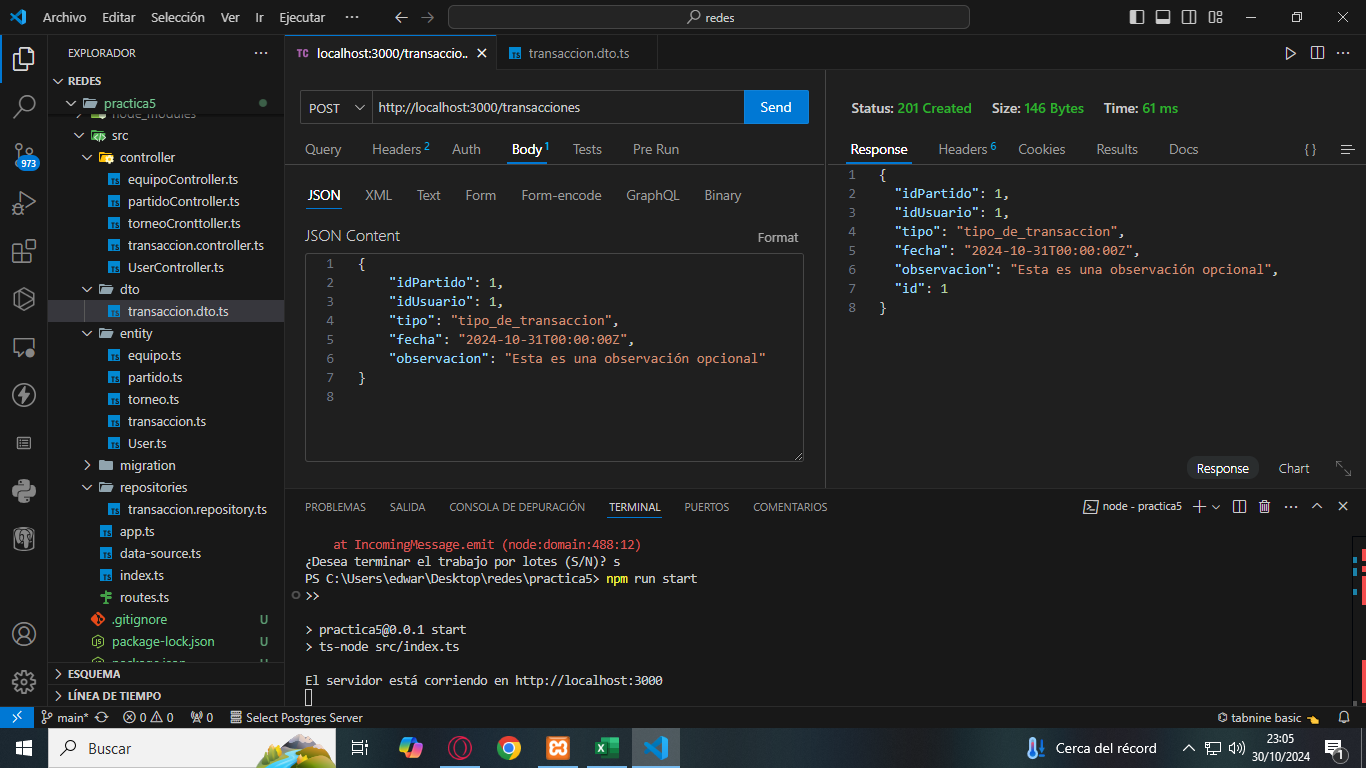 Archivo Editar Selección Ver Ir Ejecutar ··· redes
EXPLORADOR ···
REDES
practica5
node_modules
src
controller
equipoController.ts
partidoController.ts
torneoCronttoller.ts
transaccion.controller.ts
UserController.ts
dto
transaccion.dto.ts
entity
equipo.ts
partido.ts
torneo.ts
transaccion.ts
User.ts
migration
repositories
transaccion.repository.ts
app.ts
data-source.ts
index.ts
routes.ts
.gitignore U
package-lock.json U
package.json U
ESQUEMA
LÍNEA DE TIEMPO
973
TC localhost:3000/transaccio..
TS transaccion.dto.ts
POST http://localhost:3000/transacciones Send
Query Headers 2 Auth Body 1 Tests Pre Run
JSON XML Text Form Form-encode GraphQL Binary
JSON Content Format
1 {
2 "idPartido": 1,
3 "idUsuario": 1,
4 "tipo": "tipo_de_transaccion",
5 "fecha": "2024-10-31T00:00:00Z",
6 "observacion": "Esta es una observación opcional"
7 }
8
Status: 201 Created Size: 146 Bytes Time: 61 ms
Response Headers 6 Cookies Results Docs { }
1 {
2 "idPartido": 1,
3 "idUsuario": 1,
4 "tipo": "tipo_de_transaccion",
5 "fecha": "2024-10-31T00:00:00Z",
6 "observacion": "Esta es una observación opcional",
7 "id": 1
8 }
Response Chart
PROBLEMAS SALIDA CONSOLA DE DEPURACIÓN TERMINAL PUERTOS COMENTARIOS node - practica5
at IncomingMessage.emit (node:domain:488:12)
¿Desea terminar el trabajo por lotes (S/N)? s
PS C:\Users\edwar\Desktop\redes\practica5> npm run start
>>
> practica5@0.0.1 start
> ts-node src/index.ts
El servidor está corriendo en http://localhost:3000
main* 0 0 0 Select Postgres Server tabnine basic
Buscar
Cerca del récord
23:05
30/10/2024
1